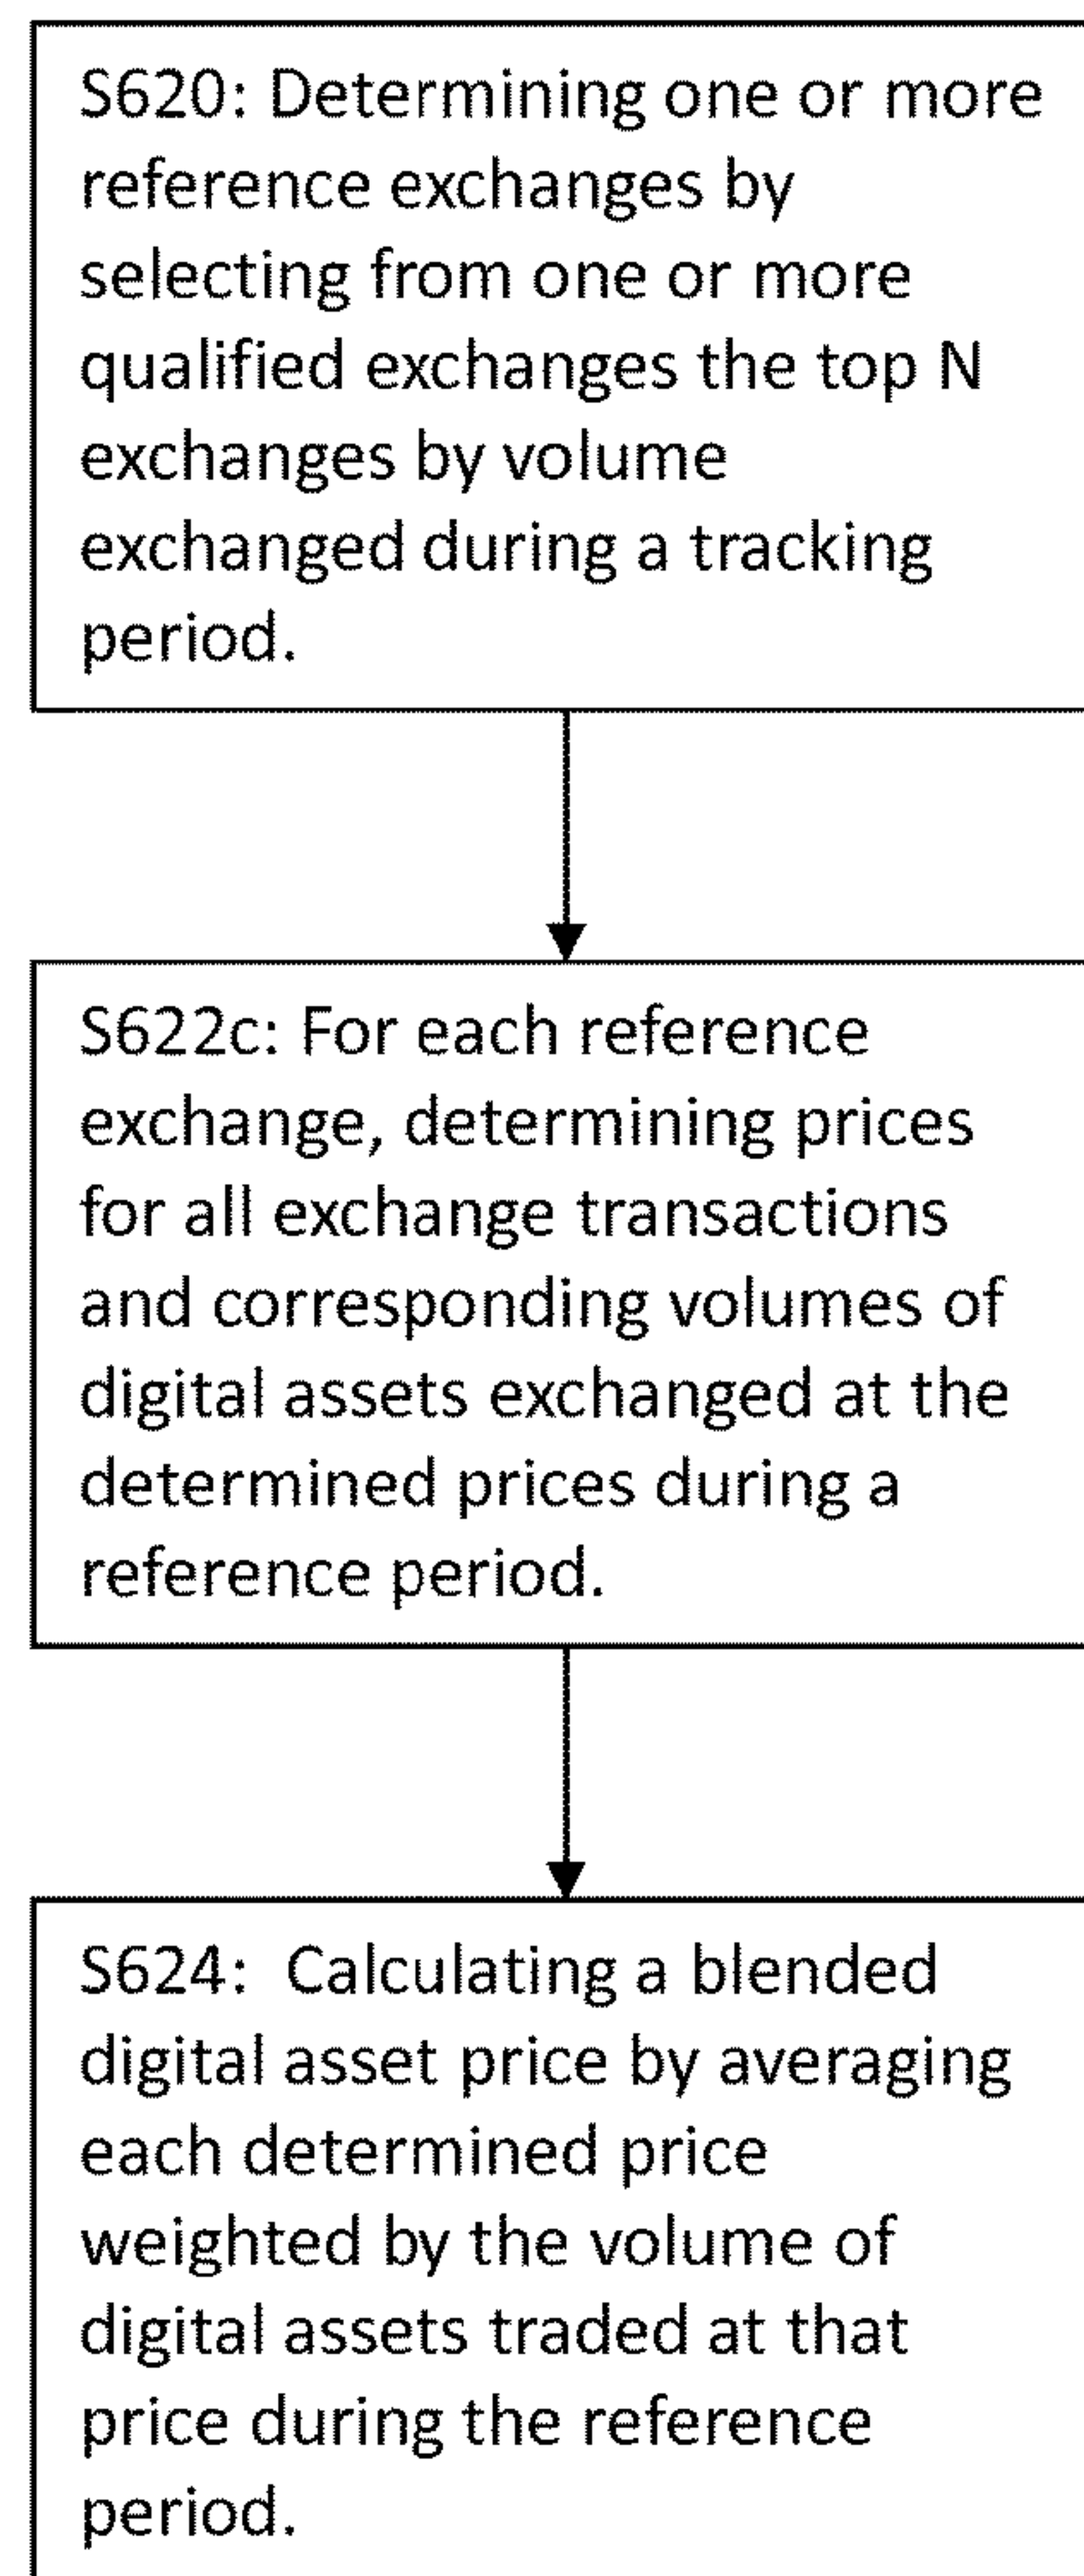 S620: Determining one or more
reference exchanges by
selecting from one or more
qualified exchanges the top N
exchanges by volume
exchanged during a tracking
period.
S622c: For each reference
exchange, determining prices
for all exchange transactions
and corresponding volumes of
digital assets exchanged at the
determined prices during a
reference period.
S624:  Calculating a blended
digital asset price by averaging
each determined price
weighted by the volume of
digital assets traded at that
price during the reference
period.